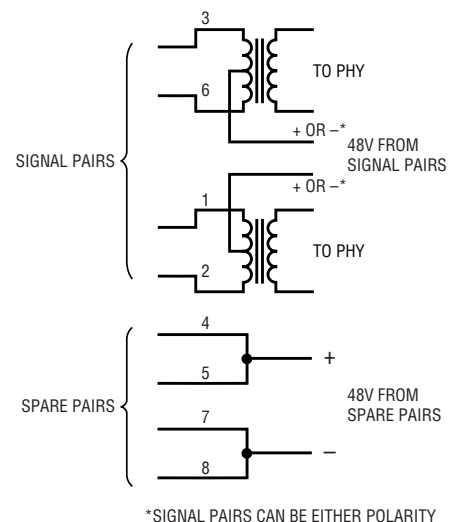 3
TO PHY
6
+ OR –*
48V FROM
SIGNAL PAIRS
SIGNAL PAIRS
+ OR –*
1
TO PHY
2
4
+
5
48V FROM
SPARE PAIRS
SPARE PAIRS
7
–
8
*SIGNAL PAIRS CAN BE EITHER POLARITY